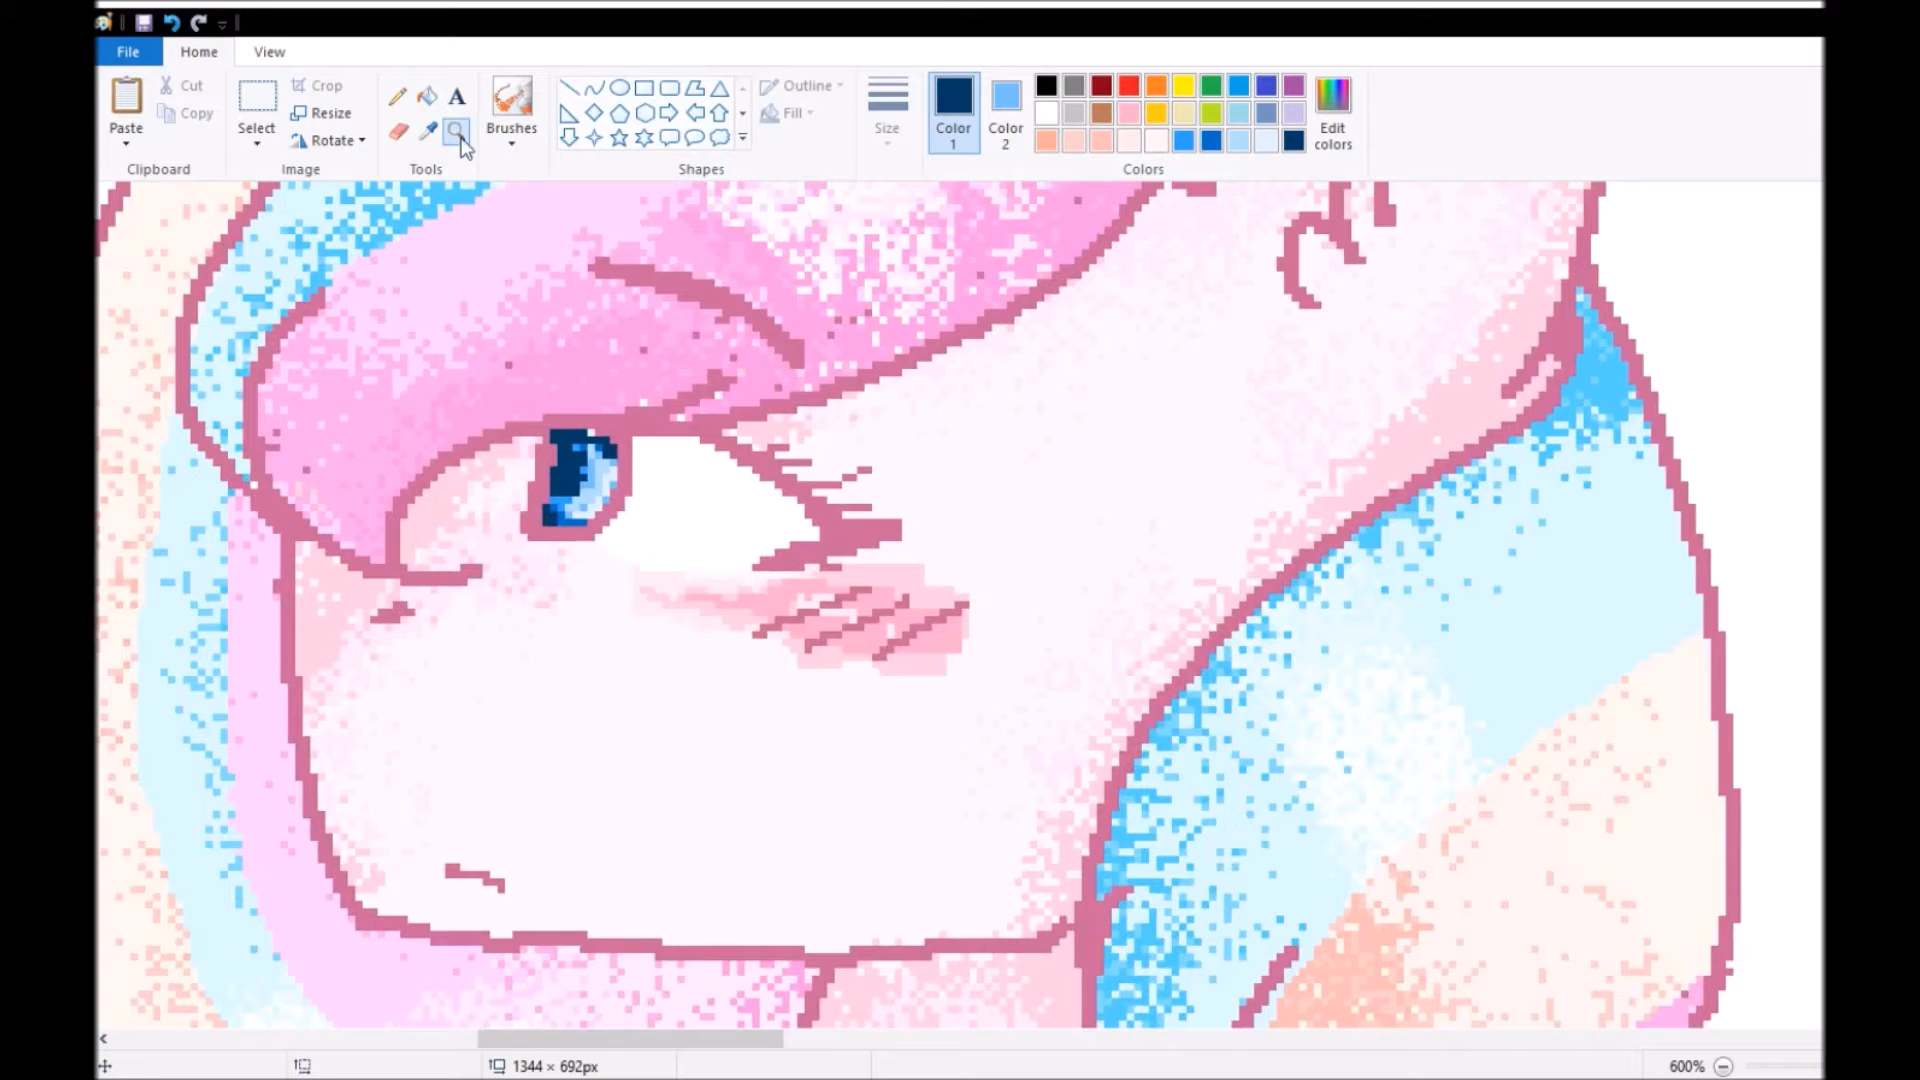 File Home View
Paste
Cut
Copy
Clipboard
Select
Crop
Resize
Rotate
Image
A
Tools
Brushes
Shapes
Outline
Fill
Size
Color
1
Color
2
Edit
colors
Colors
1344 × 692px
600%